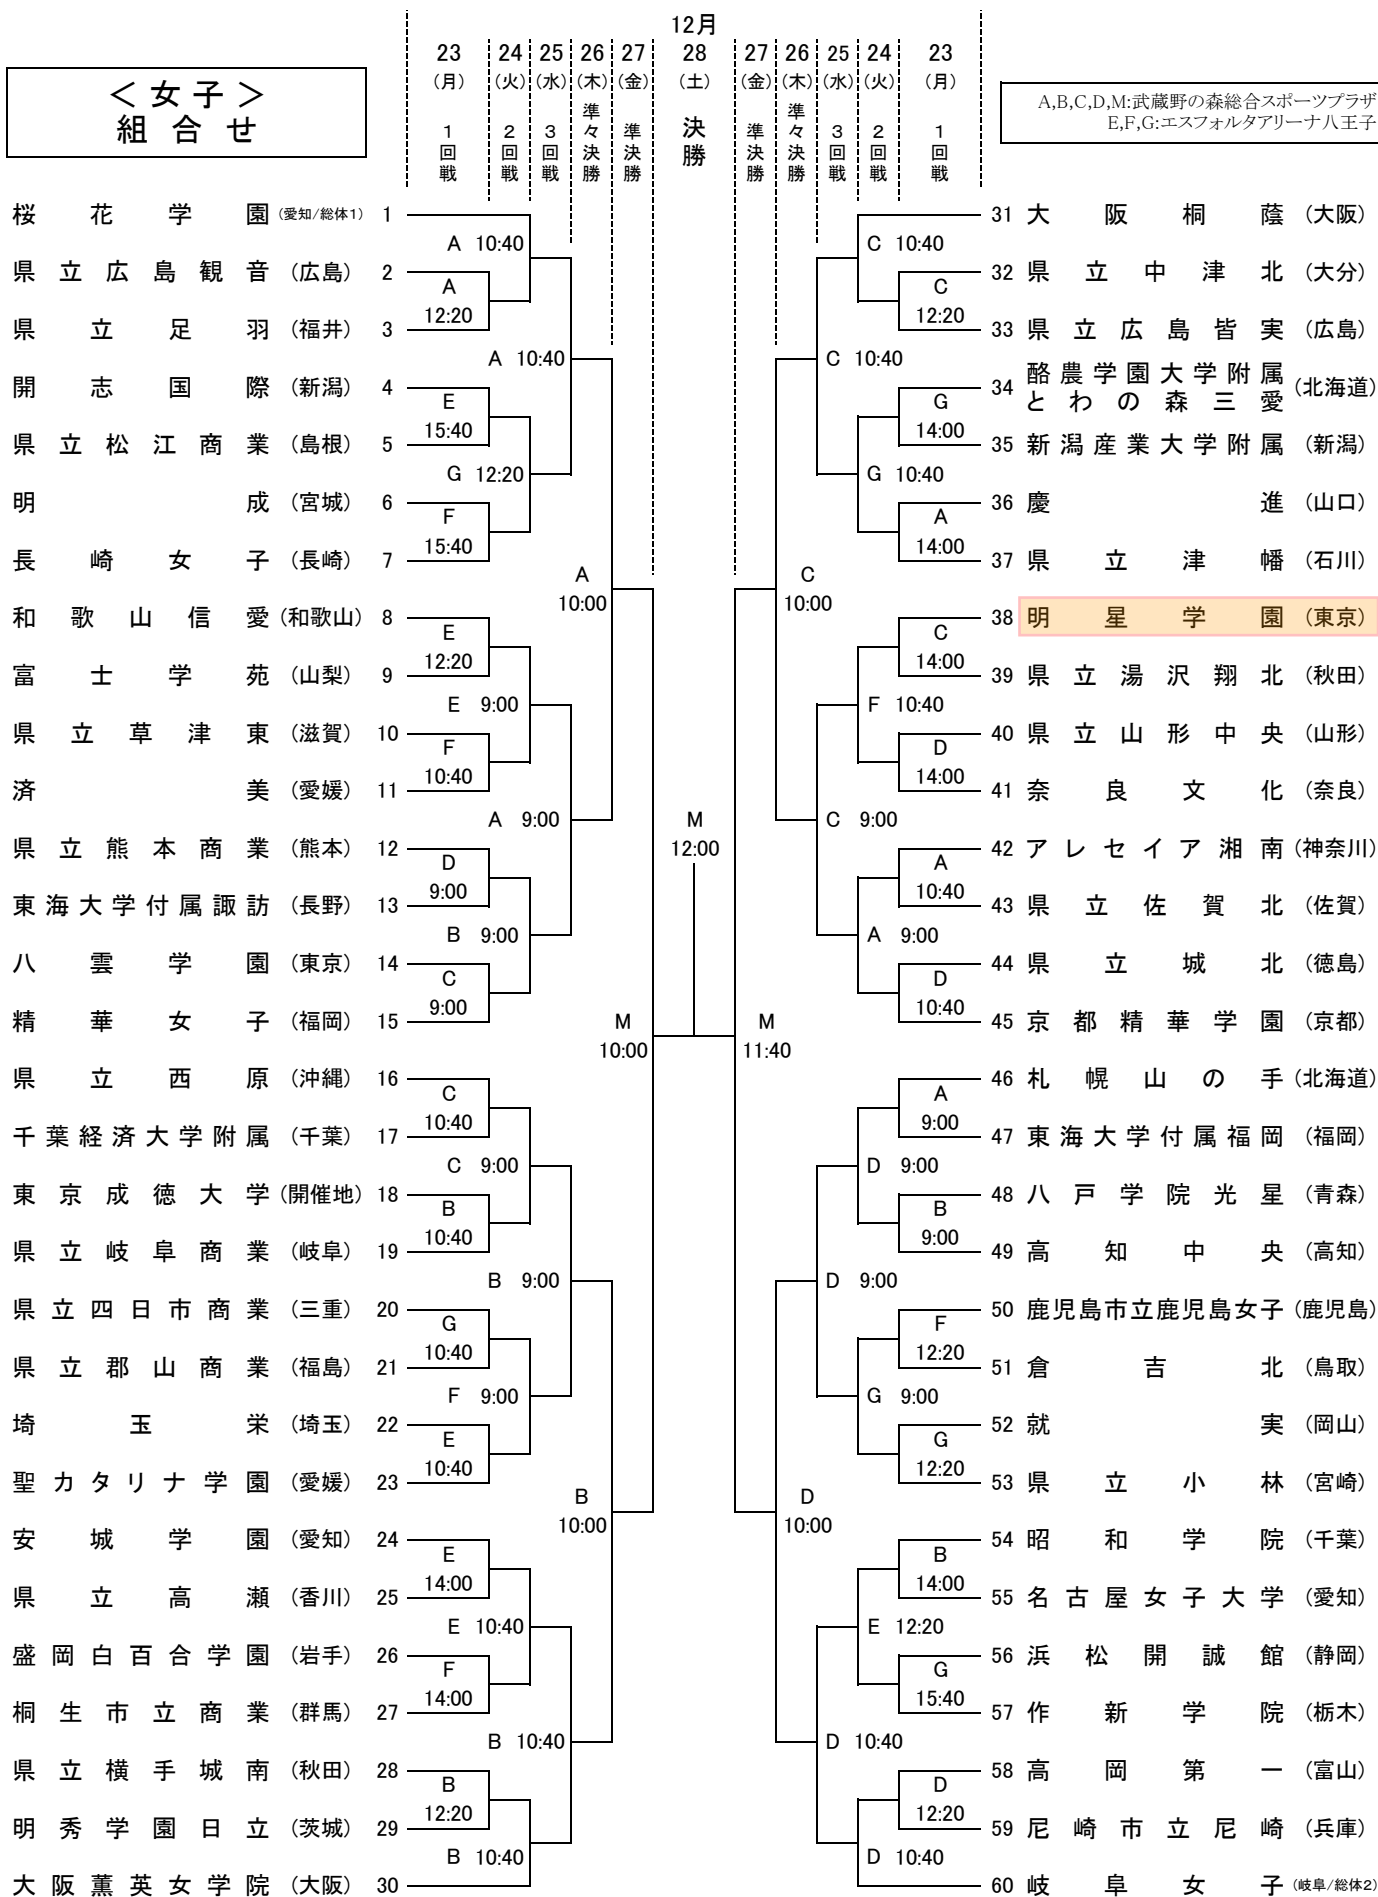 12月
23 24 25 26 27 28 27 26 25 24 23
(月) (火) (水) (木) (金) (土) (金) (木) (水) (火) (月)
1回戦 2回戦 3回戦 準々決勝 準決勝 決勝 準決勝 準々決勝 3回戦 2回戦 1回戦
＜女子＞
組合せ
A,B,C,D,M:武蔵野の森総合スポーツプラザ
E,F,G:エスフォルタアリーナ八王子
桜花学園 (愛知/総体1) 1
県立広島観音 (広島) 2
県立足羽 (福井) 3
開志国際 (新潟) 4
県立松江商業 (島根) 5
明成 (宮城) 6
長崎女子 (長崎) 7
和歌山信愛 (和歌山) 8
富士学苑 (山梨) 9
県立草津東 (滋賀) 10
済美 (愛媛) 11
県立熊本商業 (熊本) 12
東海大学付属諏訪 (長野) 13
八雲学園 (東京) 14
精華女子 (福岡) 15
県立西原 (沖縄) 16
千葉経済大学附属 (千葉) 17
東京成徳大学 (開催地) 18
県立岐阜商業 (岐阜) 19
県立四日市商業 (三重) 20
県立郡山商業 (福島) 21
埼玉栄 (埼玉) 22
聖カタリナ学園 (愛媛) 23
安城学園 (愛知) 24
県立高瀬 (香川) 25
盛岡白百合学園 (岩手) 26
桐生市立商業 (群馬) 27
県立横手城南 (秋田) 28
明秀学園日立 (茨城) 29
大阪薫英女学院 (大阪) 30
A 12:20
E 15:40
F 15:40
E 12:20
F 10:40
D 9:00
C 9:00
C 10:40
B 10:40
G 10:40
E 10:40
E 14:00
F 14:00
B 12:20
A 10:40
G 12:20
E 9:00
B 9:00
C 9:00
F 9:00
E 10:40
B 10:40
A 10:40
A 9:00
B 9:00
B 10:40
A 10:00
B 10:00
M 10:00
M 12:00
M 11:40
C 10:00
D 10:00
C 10:40
C 9:00
D 9:00
D 10:40
C 10:40
G 10:40
F 10:40
A 9:00
D 9:00
G 9:00
E 12:20
D 10:40
C 12:20
G 14:00
A 14:00
C 14:00
D 14:00
A 10:40
D 10:40
A 9:00
B 9:00
F 12:20
G 12:20
B 14:00
G 15:40
D 12:20
31 大阪桐蔭 (大阪)
32 県立中津北 (大分)
33 県立広島皆実 (広島)
34 酪農学園大学附属
とわの森三愛 (北海道)
35 新潟産業大学附属 (新潟)
36 慶進 (山口)
37 県立津幡 (石川)
38 明星学園 (東京)
39 県立湯沢翔北 (秋田)
40 県立山形中央 (山形)
41 奈良文化 (奈良)
42 アレセイア湘南 (神奈川)
43 県立佐賀北 (佐賀)
44 県立城北 (徳島)
45 京都精華学園 (京都)
46 札幌山の手 (北海道)
47 東海大学付属福岡 (福岡)
48 八戸学院光星 (青森)
49 高知中央 (高知)
50 鹿児島市立鹿児島女子 (鹿児島)
51 倉吉北 (鳥取)
52 就実 (岡山)
53 県立小林 (宮崎)
54 昭和学院 (千葉)
55 名古屋女子大学 (愛知)
56 浜松開誠館 (静岡)
57 作新学院 (栃木)
58 高岡第一 (富山)
59 尼崎市立尼崎 (兵庫)
60 岐阜女子 (岐阜/総体2)